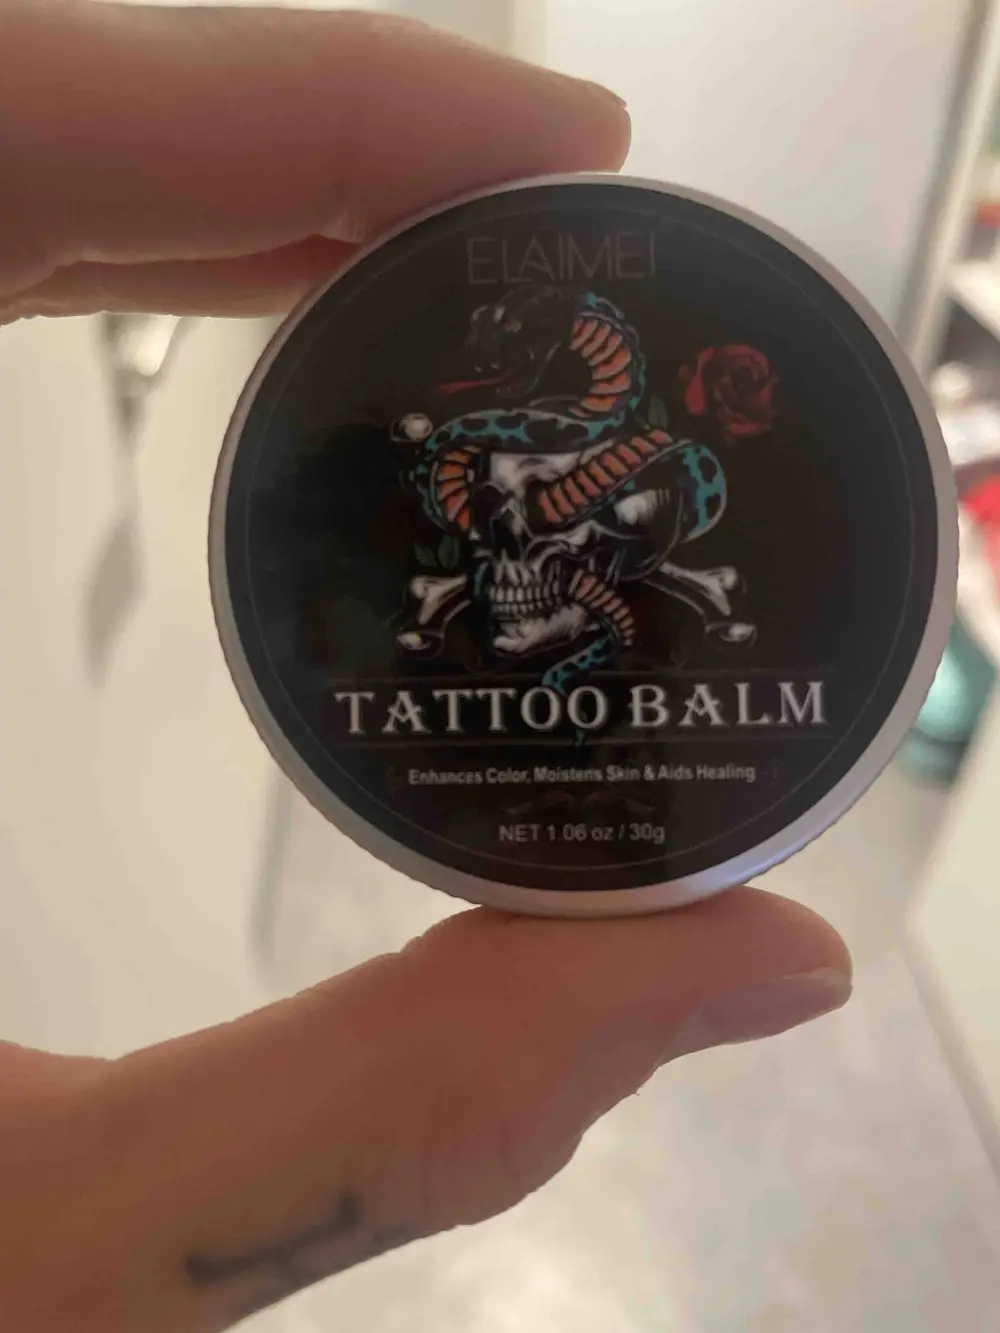 ELAIMEI
TATTOO BALM
Enhances Color, Moistens Skin & Aids Healing
NET 1.06 oz / 30g